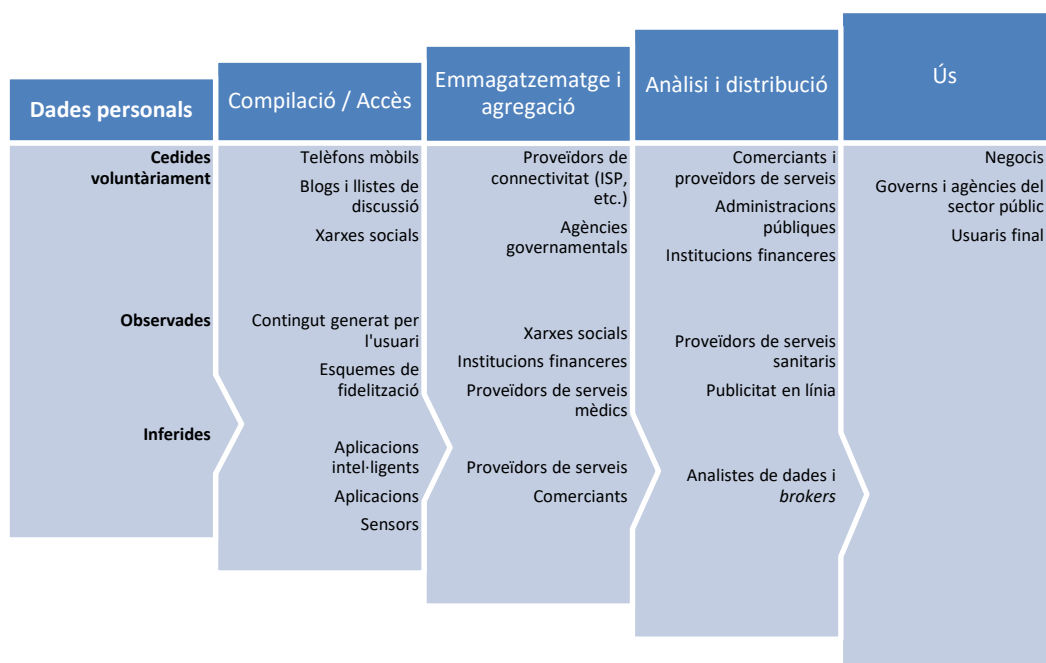 Dades personals
Cedides
voluntàriament
Observades
Inferides
Compilació / Accès
Telèfons mòbils
Blogs i llistes de
discussió
Xarxes socials
Contingut generat per
l'usuari
Esquemes de
fidelització
Aplicacions
intel·ligents
Aplicacions
Sensors
Emmagatzematge i
agregació
Proveïdors de
connectivitat (ISP,
etc.)
Agències
governamentals
Xarxes socials
Institucions financeres
Proveïdors de serveis
mèdics
Proveïdors de serveis
Comerciants
Anàlisi i distribució
Comerciants i
proveïdors de serveis
Administracions
públiques
Institucions financeres
Proveïdors de serveis
sanitaris
Publicitat en línia
Analistes de dades i
brokers
Ús
Negocis
Governs i agències del
sector públic
Usuaris final